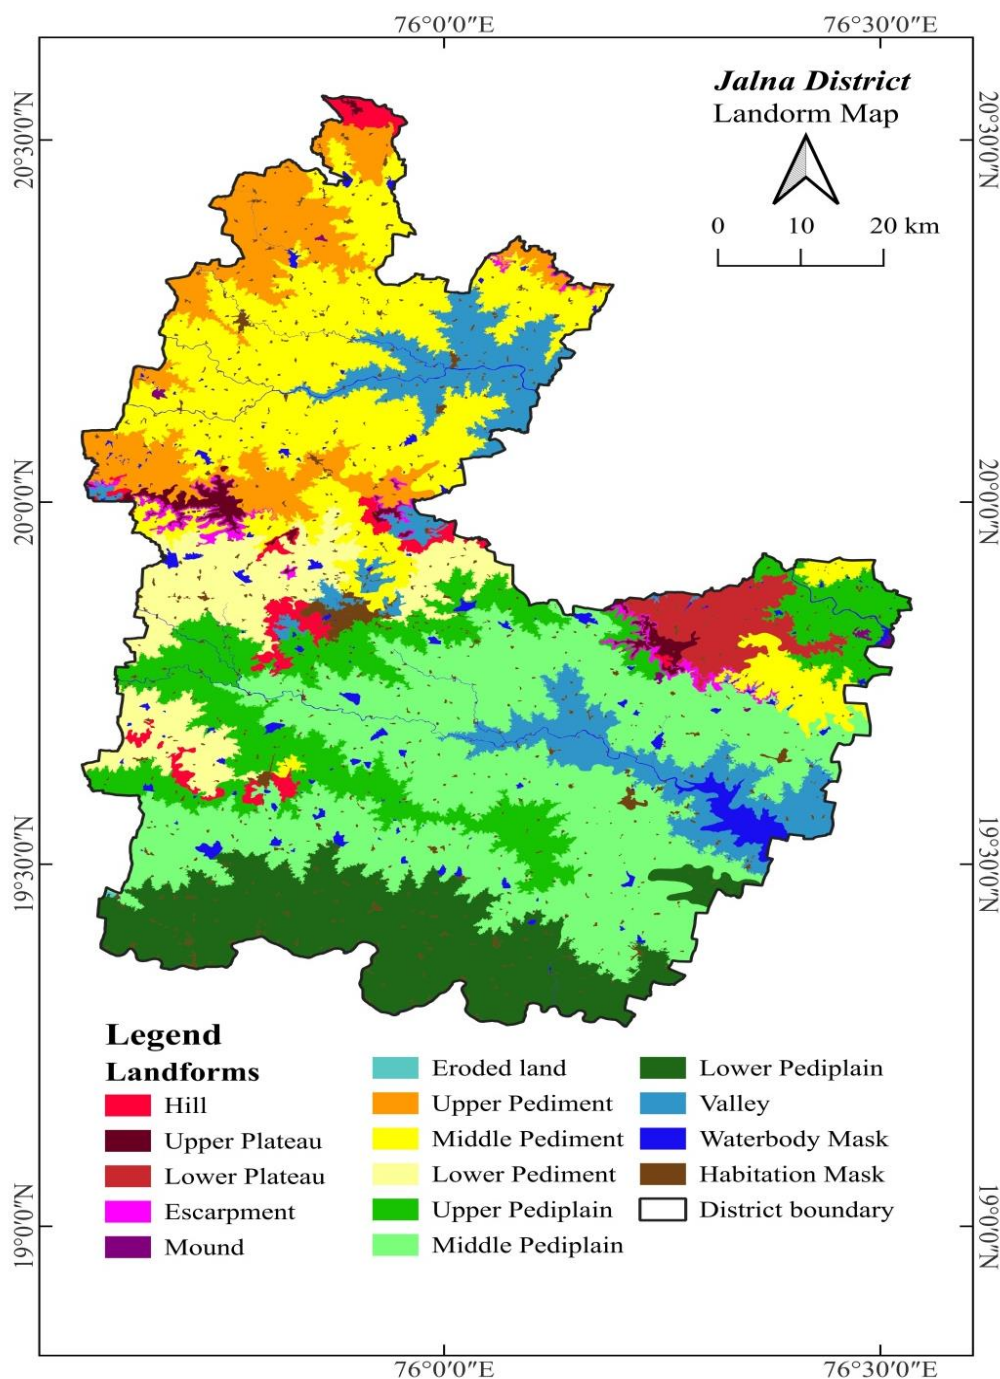 76°0′0″E 76°30′0″E
Jalna District
Landorm Map
0 10 20 km
20°30′0″N 20°30′0″N
20°0′0″N 20°0′0″N
19°30′0″N 19°30′0″N
19°0′0″N 19°0′0″N
Legend
Landforms
Hill
Upper Plateau
Lower Plateau
Escarpment
Mound
Eroded land
Upper Pediment
Middle Pediment
Lower Pediment
Upper Pediplain
Middle Pediplain
Lower Pediplain
Valley
Waterbody Mask
Habitation Mask
District boundary
76°0′0″E 76°30′0″E